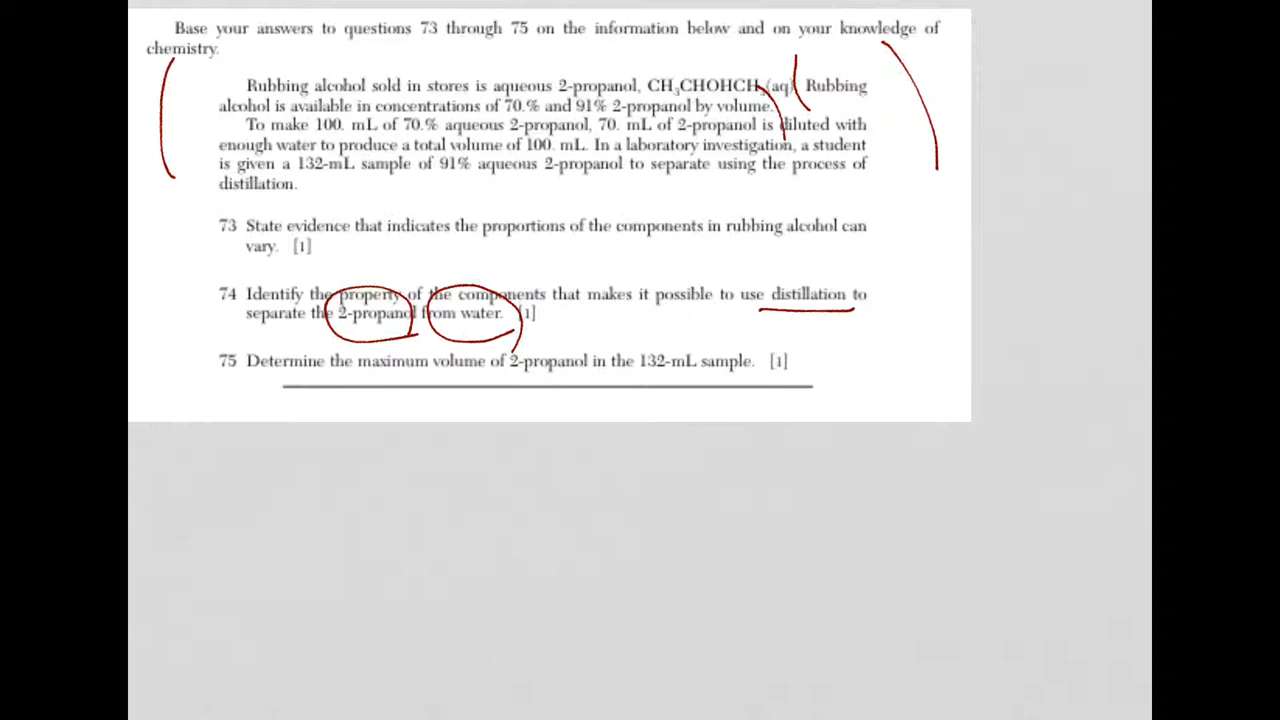 Base your answers to questions 73 through 75 on the information below and on your knowledge of
chemistry.
Rubbing alcohol sold in stores is aqueous 2-propanol, CH₃CHOHCH₃(aq). Rubbing
alcohol is available in concentrations of 70.% and 91% 2-propanol by volume.
To make 100. mL of 70.% aqueous 2-propanol, 70. mL of 2-propanol is diluted with
enough water to produce a total volume of 100. mL. In a laboratory investigation, a student
is given a 132-mL sample of 91% aqueous 2-propanol to separate using the process of
distillation.
73 State evidence that indicates the proportions of the components in rubbing alcohol can
vary. [1]
74 Identify the property of the components that makes it possible to use distillation to
separate the 2-propanol from water. [1]
75 Determine the maximum volume of 2-propanol in the 132-mL sample. [1]